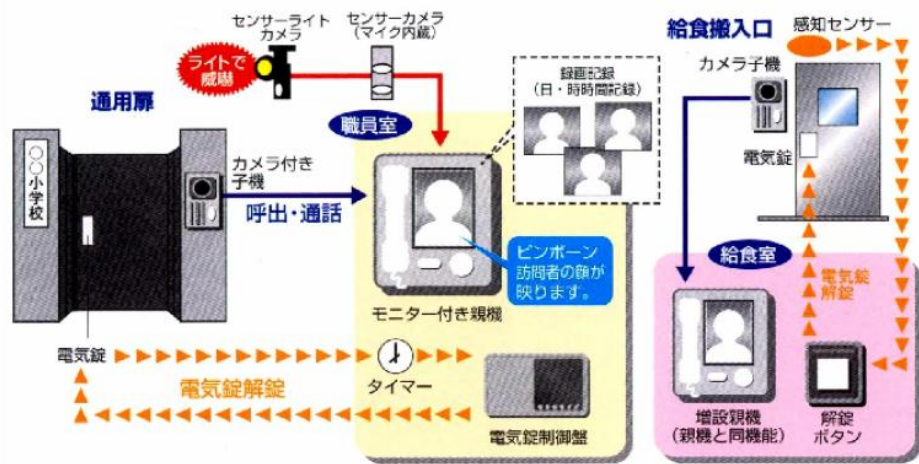 センサーライト
カメラ
センサーカメラ
(マイク内蔵)
ライトで
威嚇
通用扉
○○小学校
カメラ付き
子機
呼出・通話
職員室
録画記録
(日・時時間記録)
ピンポーン
訪問者の顔が
映ります。
モニター付き親機
電気錠
電気錠解錠
タイマー
電気錠制御盤
給食搬入口
感知センサー
カメラ子機
電気錠
給食室
電気錠
解錠
増設親機
(親機と同機能)
解錠
ボタン